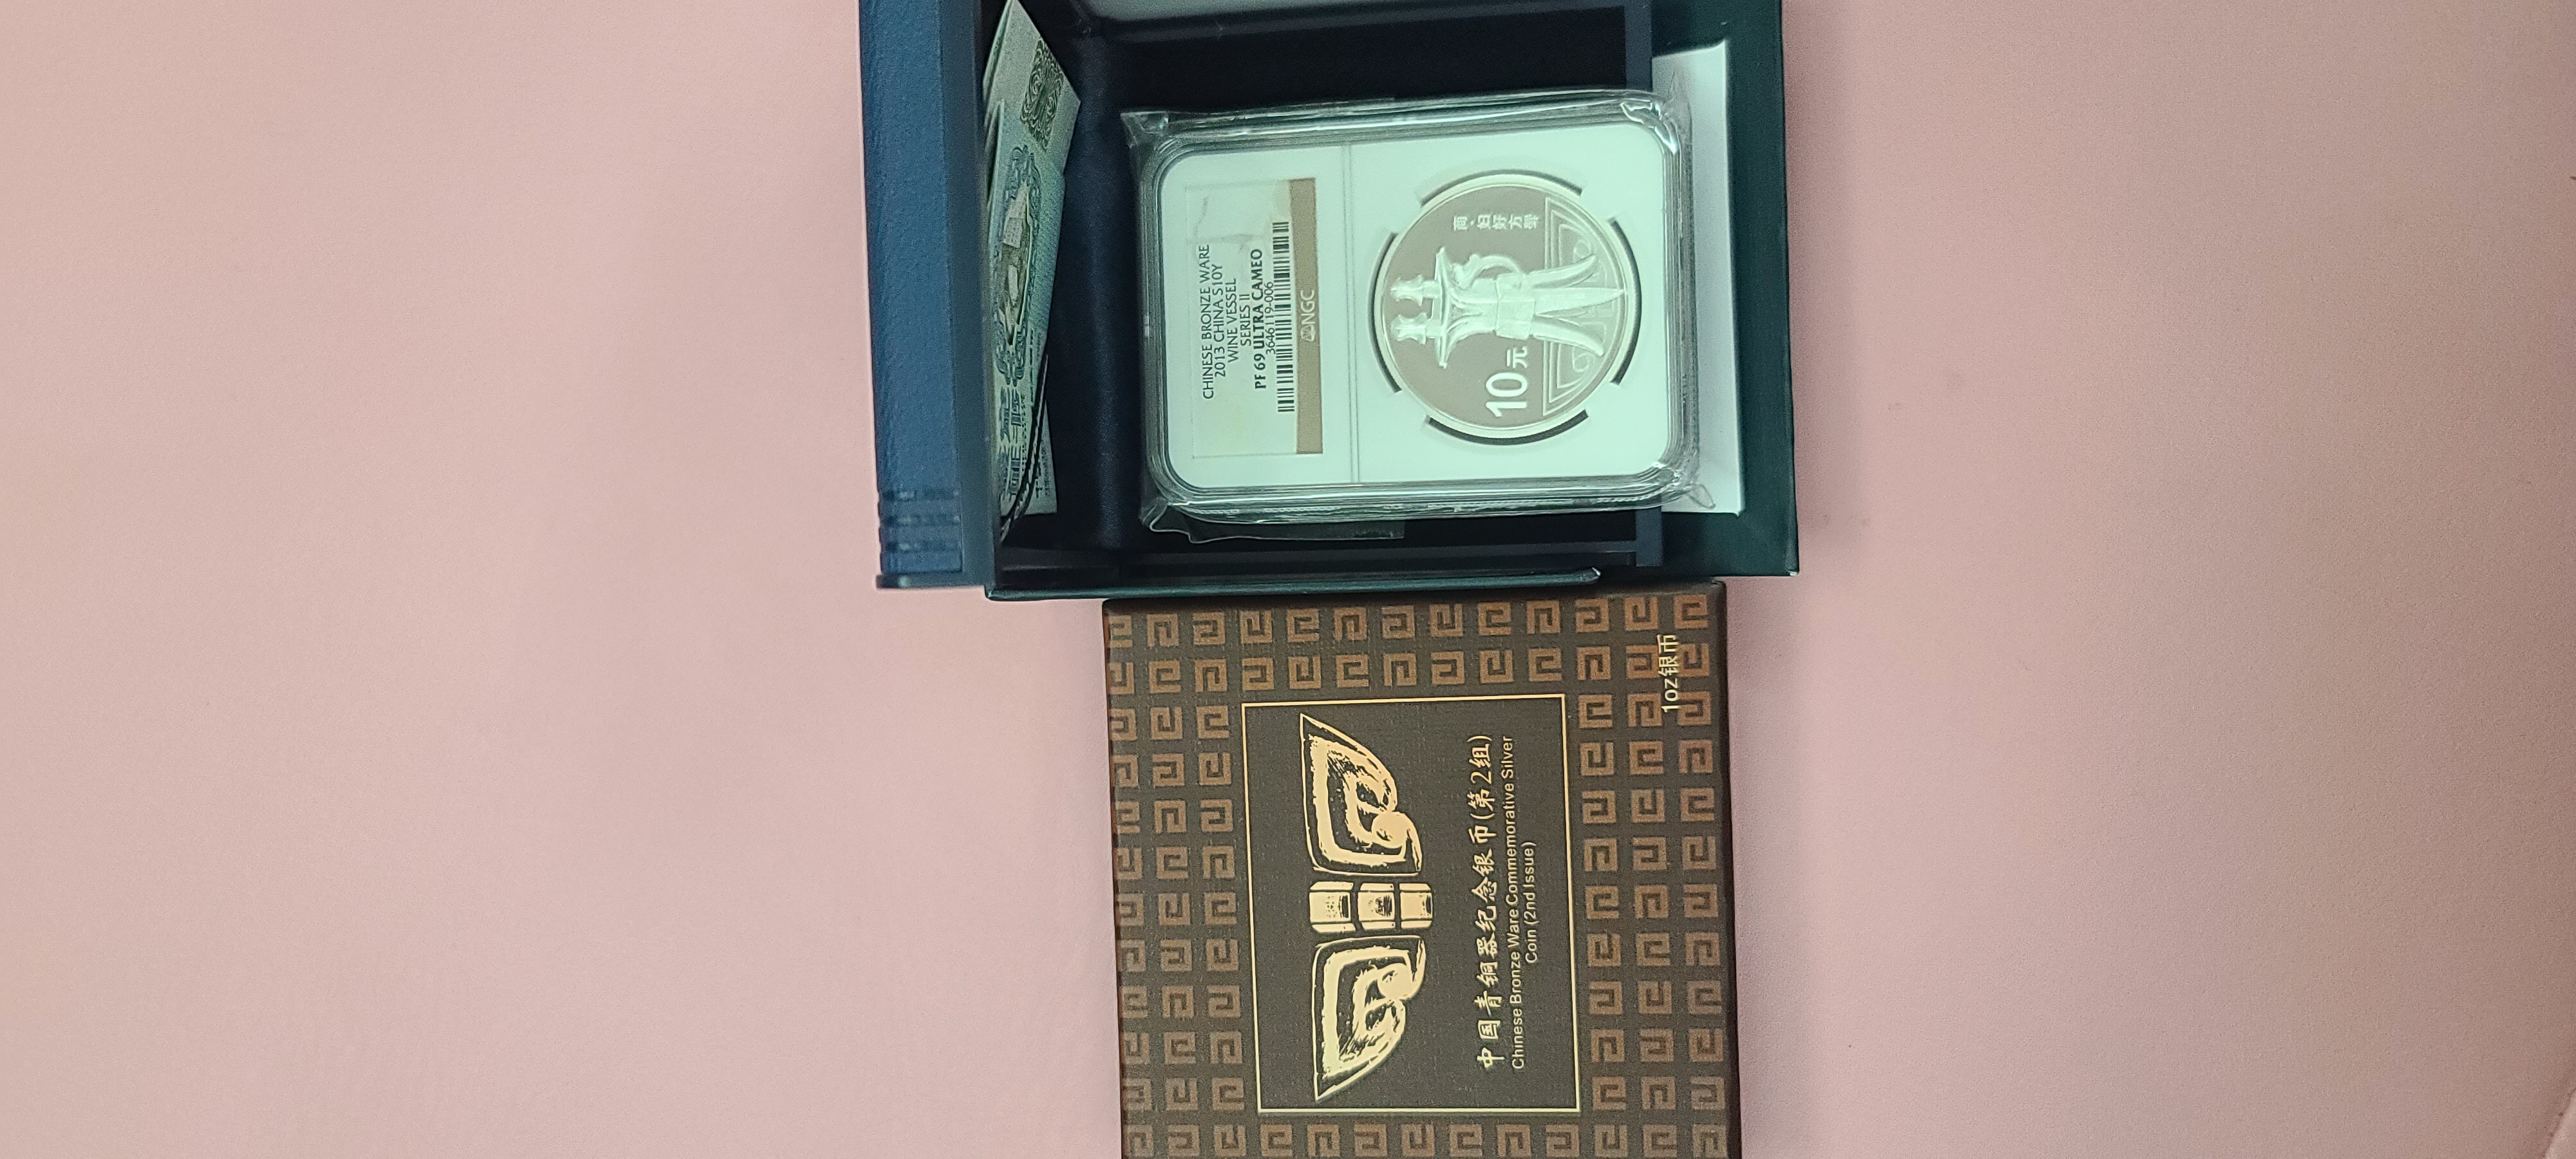 CHINESE BRONZE WARE
2013 CHINA S10Y
WINE VESSEL
SERIES II
PF 69 ULTRA CAMEO
3646119-006
NGC
商·妇好方斝
10元
中国青铜器纪念银币(第2组)
Chinese Bronze Ware Commemorative Silver
Coin (2nd Issue)
1oz银币